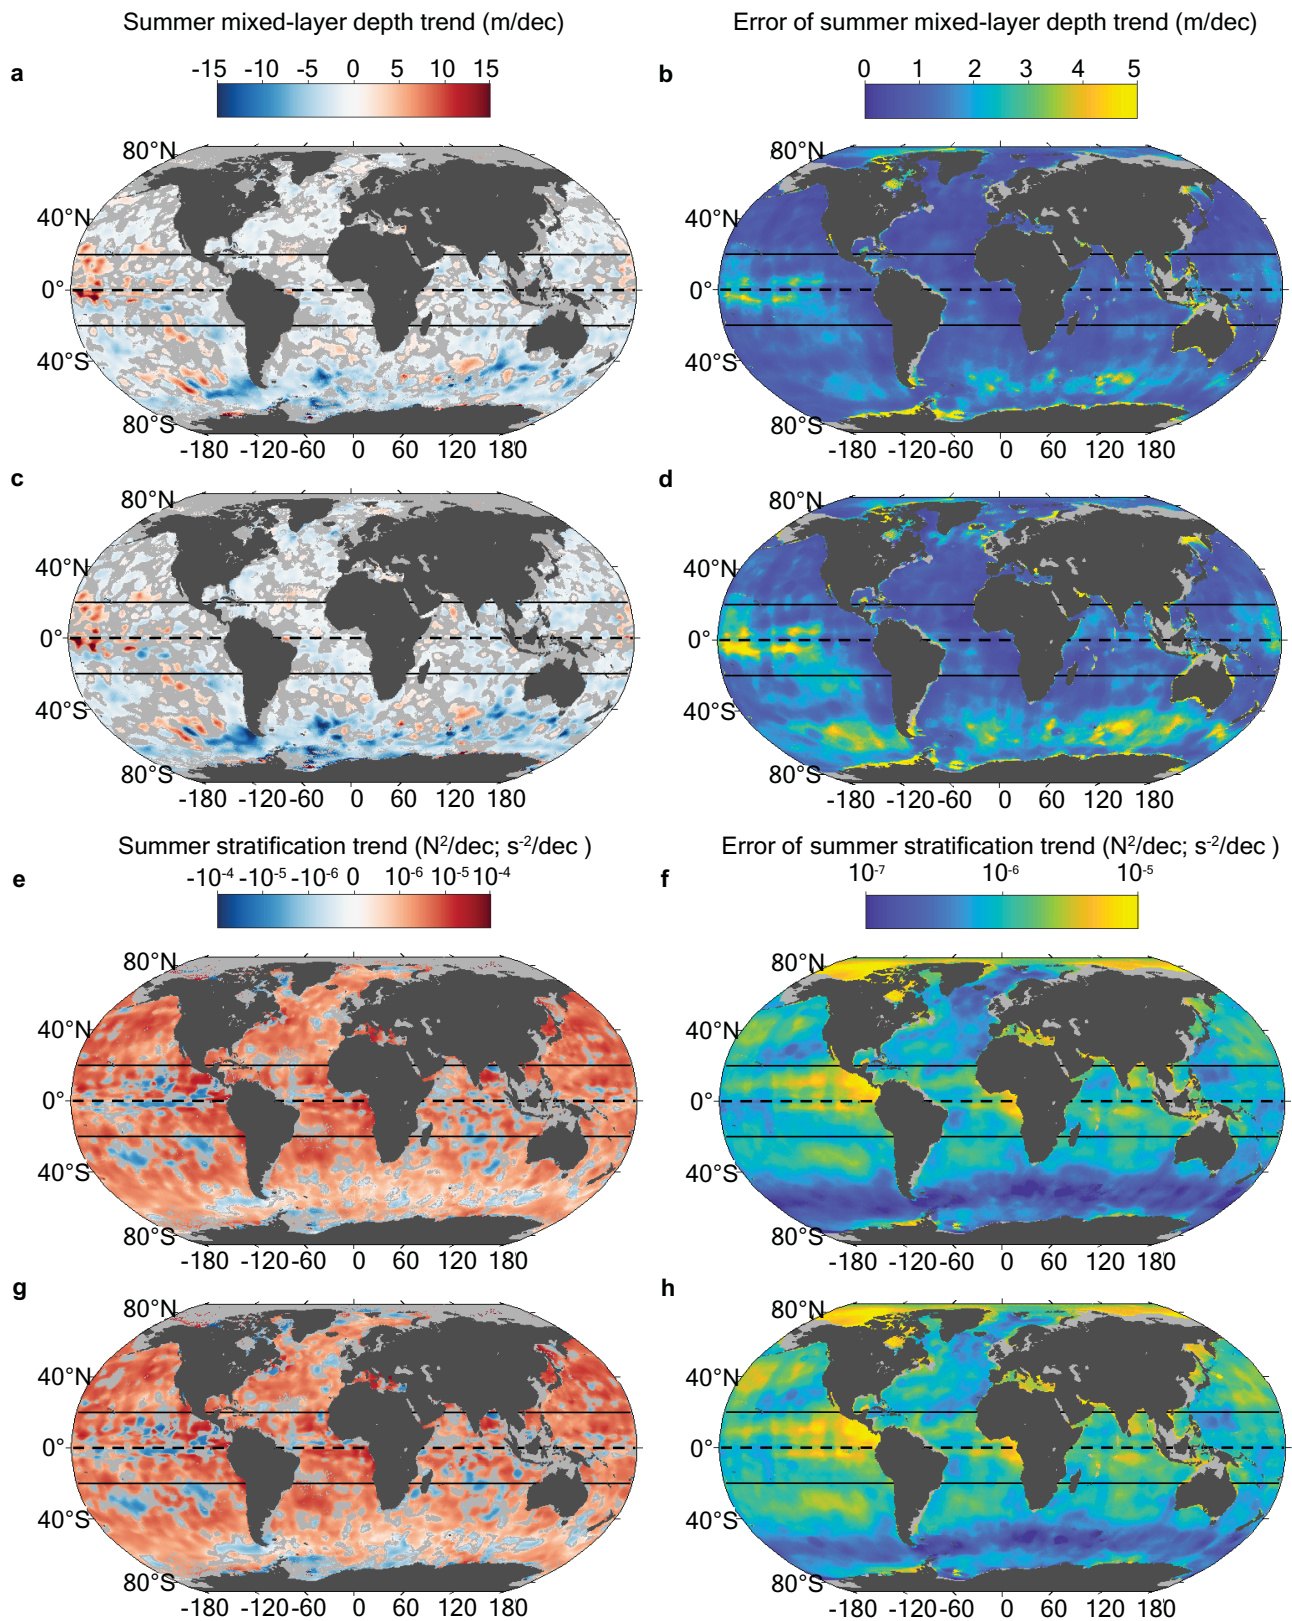 Summer mixed-layer depth trend (m/dec)
Error of summer mixed-layer depth trend (m/dec)
a
-15 -10 -5 0 5 10 15
b
0 1 2 3 4 5
80°N
40°N
0°
40°S
80°S
-180 -120 -60 0 60 120 180
80°N
40°N
0°
40°S
80°S
-180 -120 -60 0 60 120 180
c
80°N
40°N
0°
40°S
80°S
-180 -120 -60 0 60 120 180
d
80°N
40°N
0°
40°S
80°S
-180 -120 -60 0 60 120 180
Summer stratification trend (N²/dec; s⁻²/dec )
Error of summer stratification trend (N²/dec; s⁻²/dec )
e
-10⁻⁴ -10⁻⁵ -10⁻⁶ 0 10⁻⁶ 10⁻⁵ 10⁻⁴
f
10⁻⁷ 10⁻⁶ 10⁻⁵
80°N
40°N
0°
40°S
80°S
-180 -120 -60 0 60 120 180
80°N
40°N
0°
40°S
80°S
-180 -120 -60 0 60 120 180
g
80°N
40°N
0°
40°S
80°S
-180 -120 -60 0 60 120 180
h
80°N
40°N
0°
40°S
80°S
-180 -120 -60 0 60 120 180